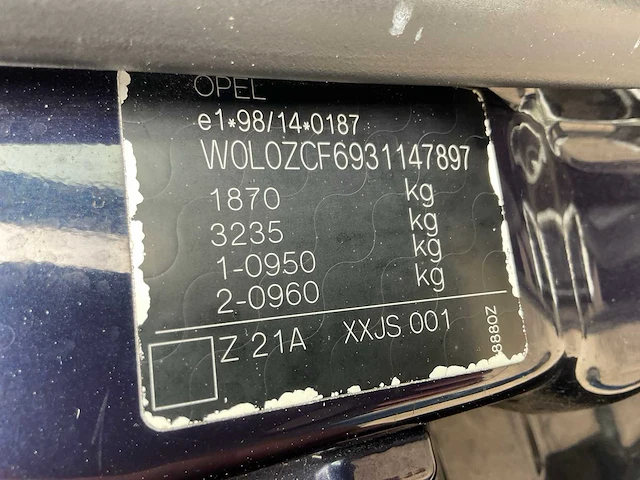 OPEL
e1*98/14*0187
W0L0ZCF6931147897
1870 kg
3235 kg
1-0950 kg
2-0960 kg
Z 21A XXJS 001
8880Z